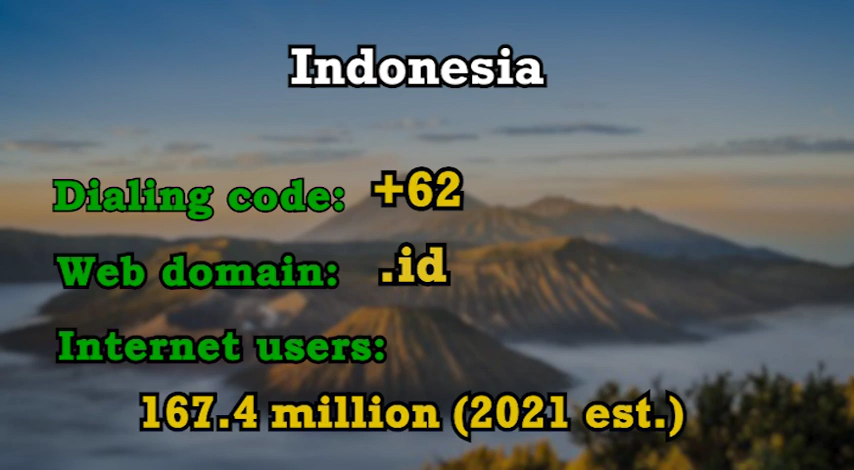 Indonesia
Dialing code: +62
Web domain: .id
Internet users:
167.4 million (2021 est.)